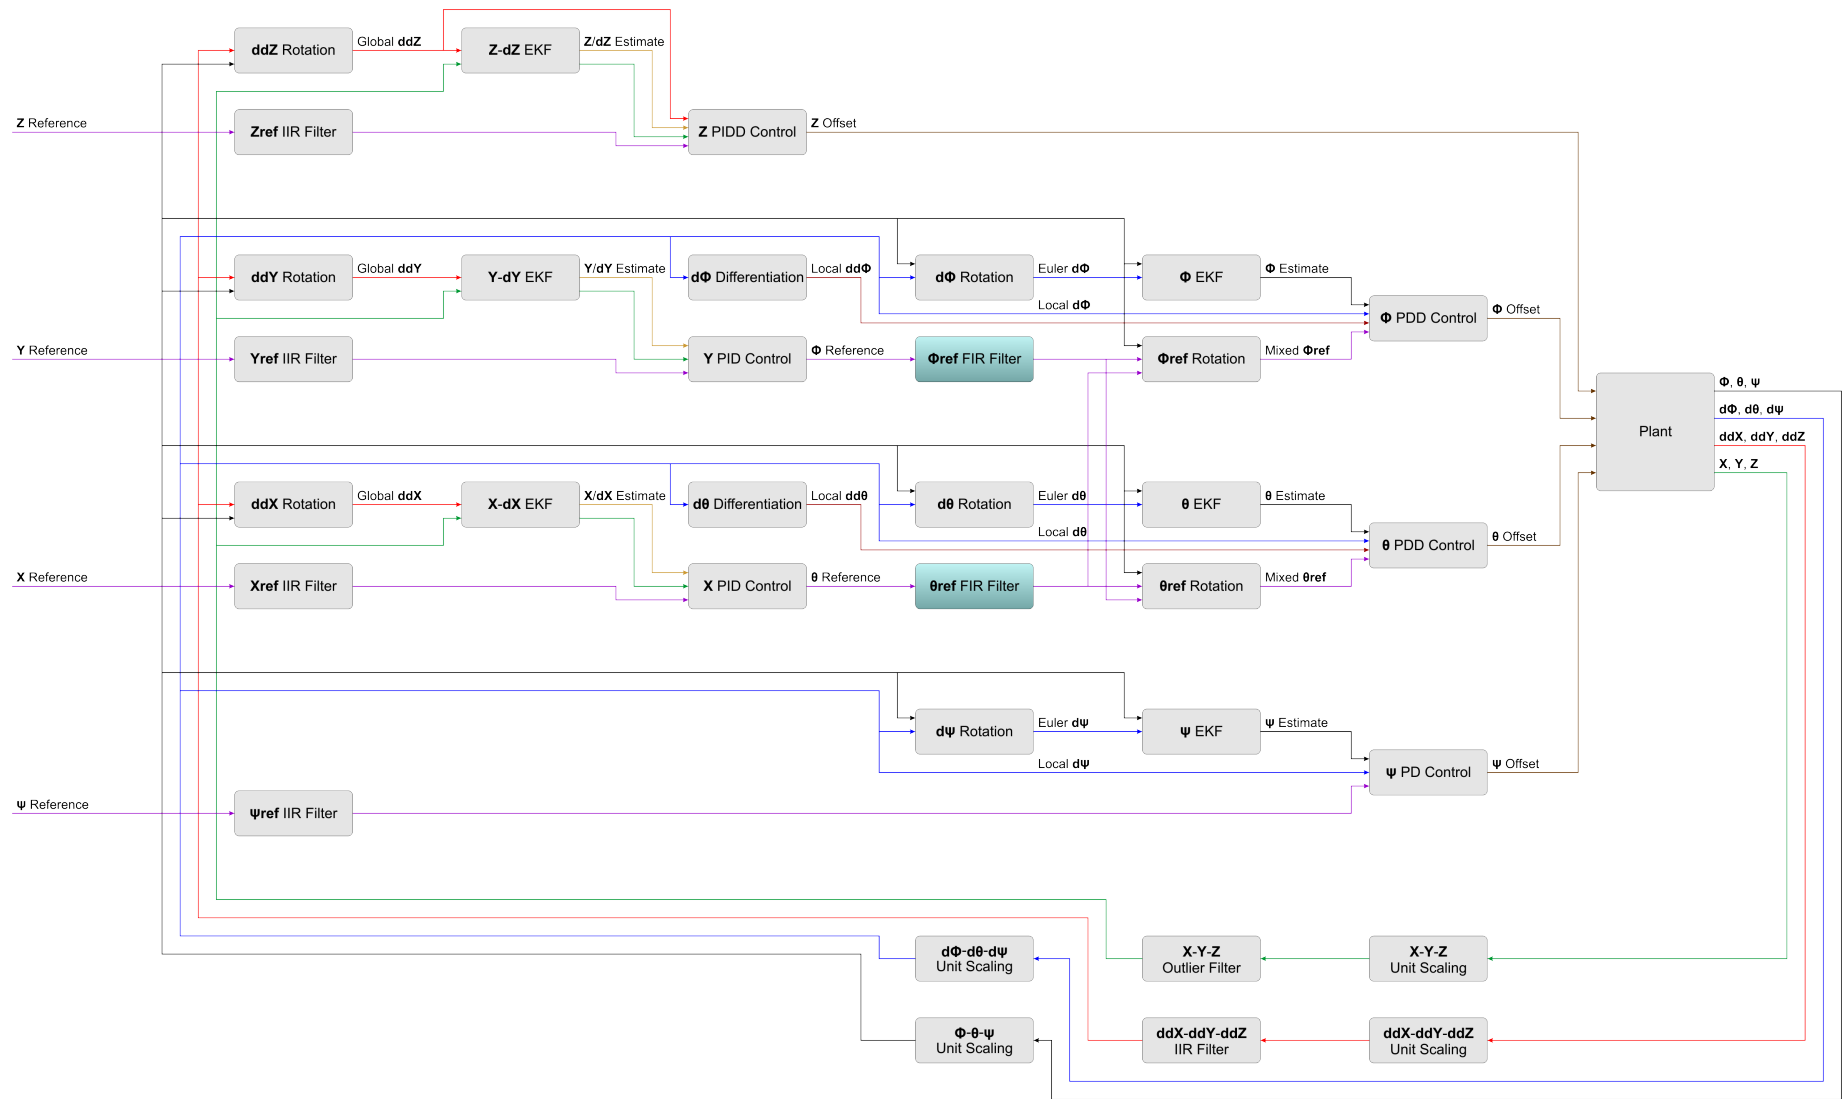 ddZ Rotation
Global ddZ
Z-dZ EKF
Z/dZ Estimate
Z Reference
Zref IIR Filter
Z PIDD Control
Z Offset
ddY Rotation
Global ddY
Y-dY EKF
Y/dY Estimate
dΦ Differentiation
Local ddΦ
dΦ Rotation
Euler dΦ
Φ EKF
Φ Estimate
Local dΦ
Φ PDD Control
Φ Offset
Y Reference
Yref IIR Filter
Y PID Control
Φ Reference
Φref FIR Filter
Φref Rotation
Mixed Φref
Plant
Φ, θ, ψ
dΦ, dθ, dψ
ddX, ddY, ddZ
X, Y, Z
ddX Rotation
Global ddX
X-dX EKF
X/dX Estimate
dθ Differentiation
Local ddθ
dθ Rotation
Euler dθ
θ EKF
θ Estimate
Local dθ
θ PDD Control
θ Offset
X Reference
Xref IIR Filter
X PID Control
θ Reference
θref FIR Filter
θref Rotation
Mixed θref
dψ Rotation
Euler dψ
ψ EKF
ψ Estimate
Local dψ
ψ PD Control
ψ Offset
ψ Reference
ψref IIR Filter
dΦ-dθ-dψ
Unit Scaling
X-Y-Z
Outlier Filter
X-Y-Z
Unit Scaling
Φ-θ-ψ
Unit Scaling
ddX-ddY-ddZ
IIR Filter
ddX-ddY-ddZ
Unit Scaling